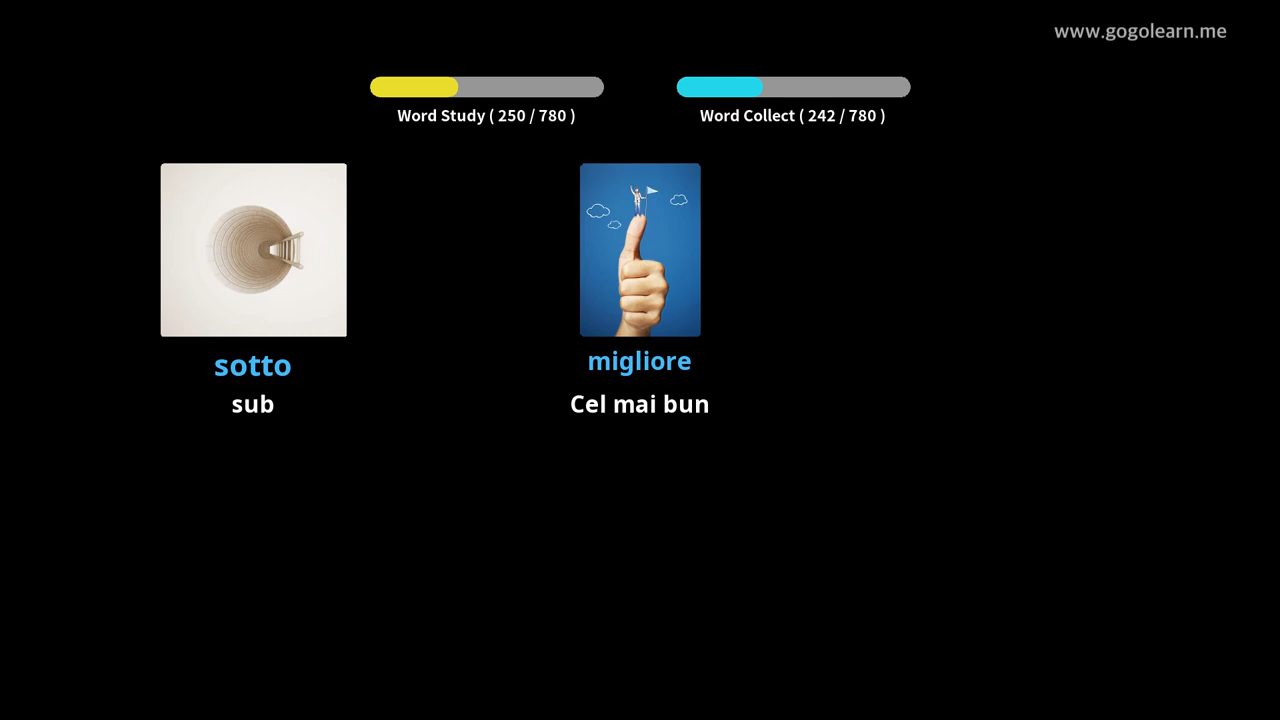 www.gogolearn.me
Word Study ( 250 / 780 )
Word Collect ( 242 / 780 )
sotto
sub
migliore
Cel mai bun